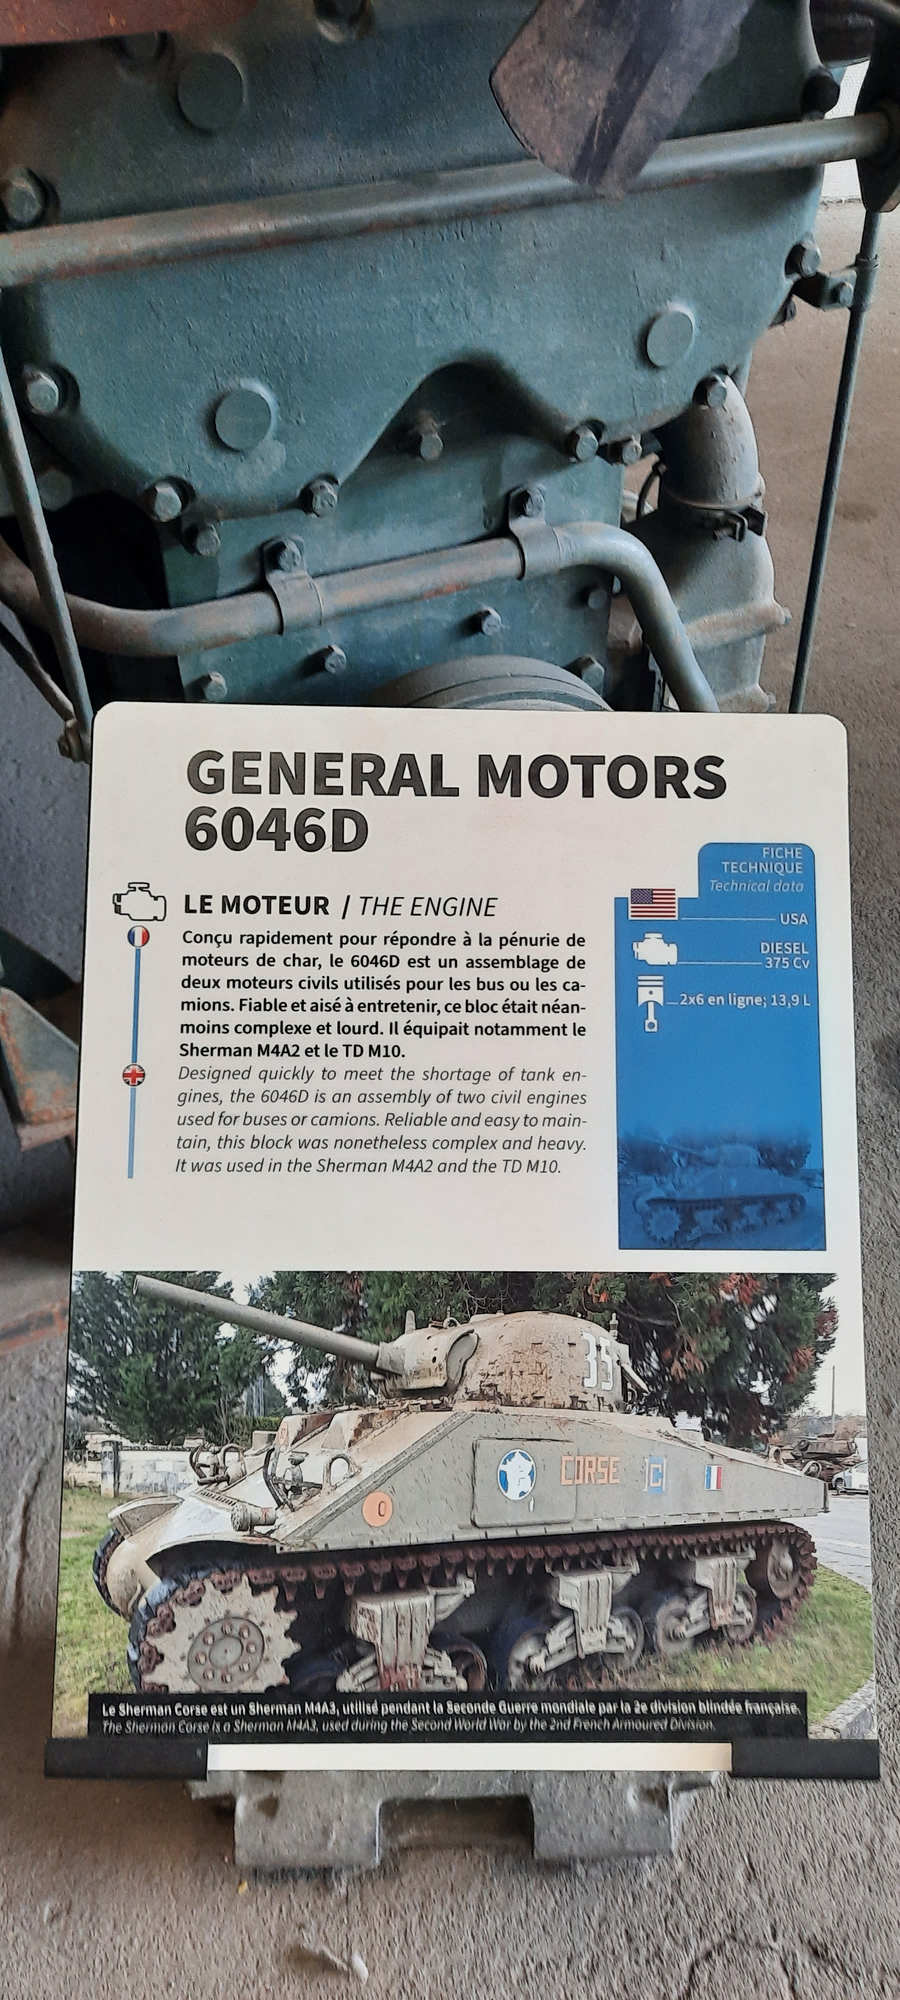 GENERAL MOTORS
6046D
LE MOTEUR / THE ENGINE
Conçu rapidement pour répondre à la pénurie de
moteurs de char, le 6046D est un assemblage de
deux moteurs civils utilisés pour les bus ou les ca-
mions. Fiable et aisé à entretenir, ce bloc était néan-
moins complexe et lourd. Il équipait notamment le
Sherman M4A2 et le TD M10.
Designed quickly to meet the shortage of tank en-
gines, the 6046D is an assembly of two civil engines
used for buses or camions. Reliable and easy to main-
tain, this block was nonetheless complex and heavy.
It was used in the Sherman M4A2 and the TD M10.
FICHE
TECHNIQUE
Technical data
USA
DIESEL
375 Cv
2x6 en ligne; 13,9 L
35
CORSE
C
O
Le Sherman Corse est un Sherman M4A3, utilisé pendant la Seconde Guerre mondiale par la 2e division blindée française.
The Sherman Corse is a Sherman M4A3, used during the Second World War by the 2nd French Armoured Division.